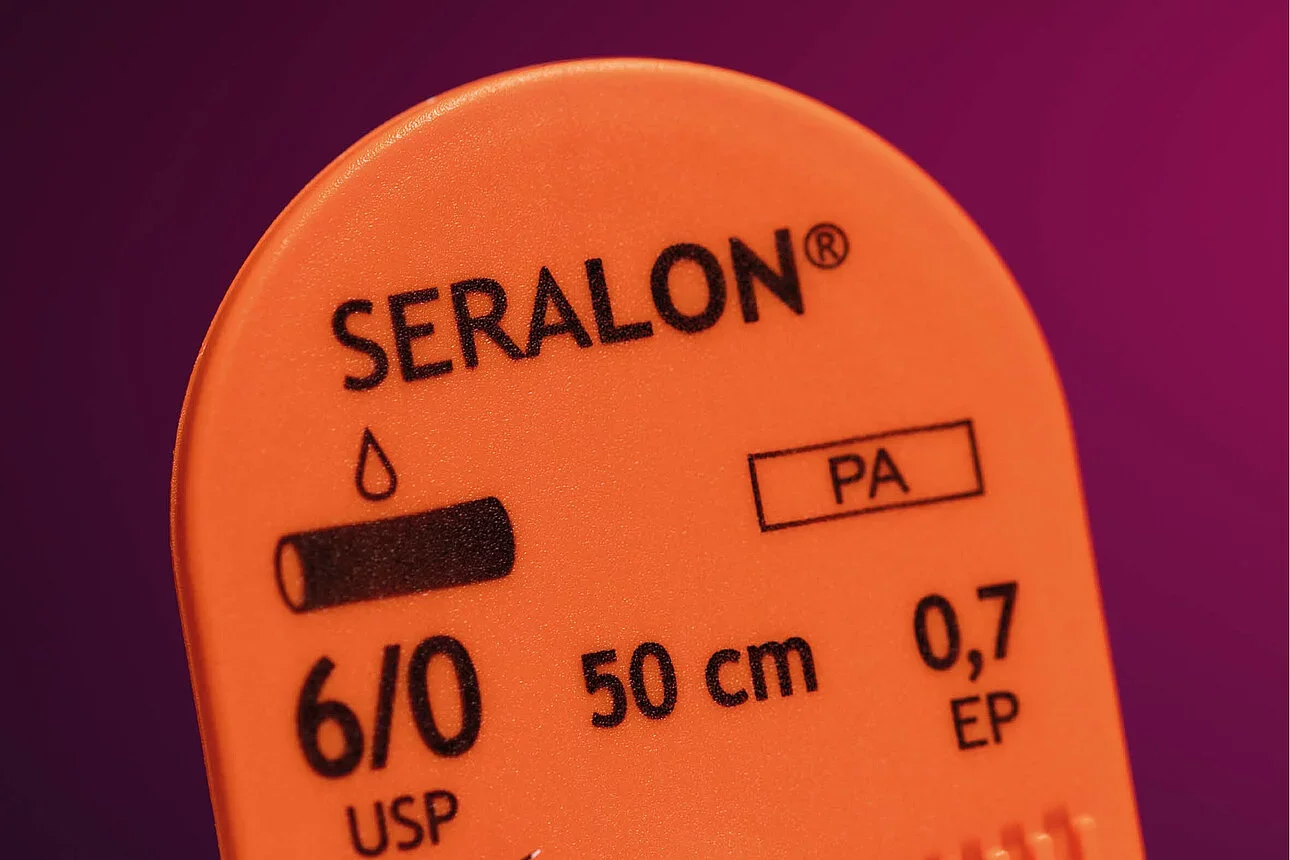 SERALON®
PA
6/0 50 cm 0,7
USP EP